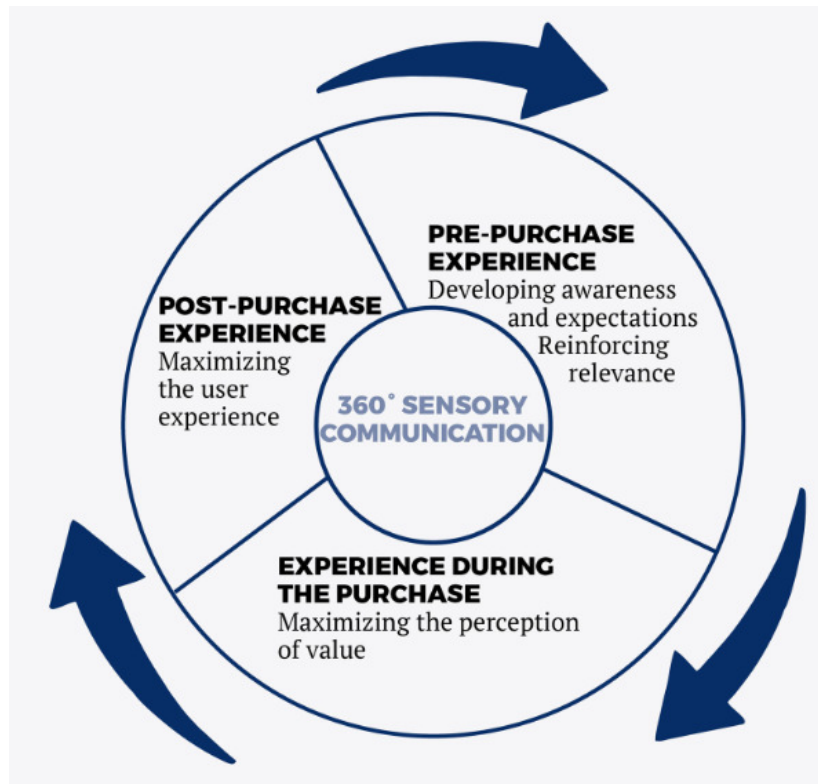 PRE-PURCHASE
EXPERIENCE
Developing awareness
and expectations
Reinforcing
relevance
POST-PURCHASE
EXPERIENCE
Maximizing
the user
experience
360° SENSORY
COMMUNICATION
EXPERIENCE DURING
THE PURCHASE
Maximizing the perception
of value